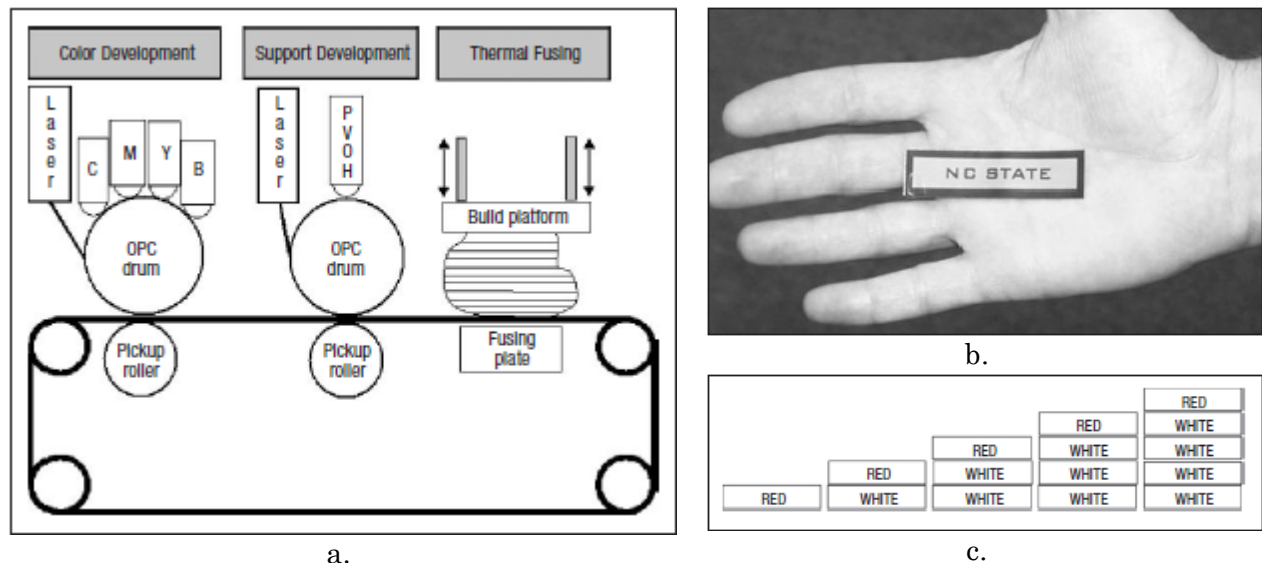 Color Development
Support Development
Thermal Fusing
Laser
C
M
Y
B
Laser
PVOH
OPC
drum
OPC
drum
Build platform
Pickup
roller
Pickup
roller
Fusing
plate
a.
NC STATE
b.
RED
RED WHITE
RED WHITE WHITE
RED WHITE WHITE WHITE
RED WHITE WHITE WHITE WHITE
c.